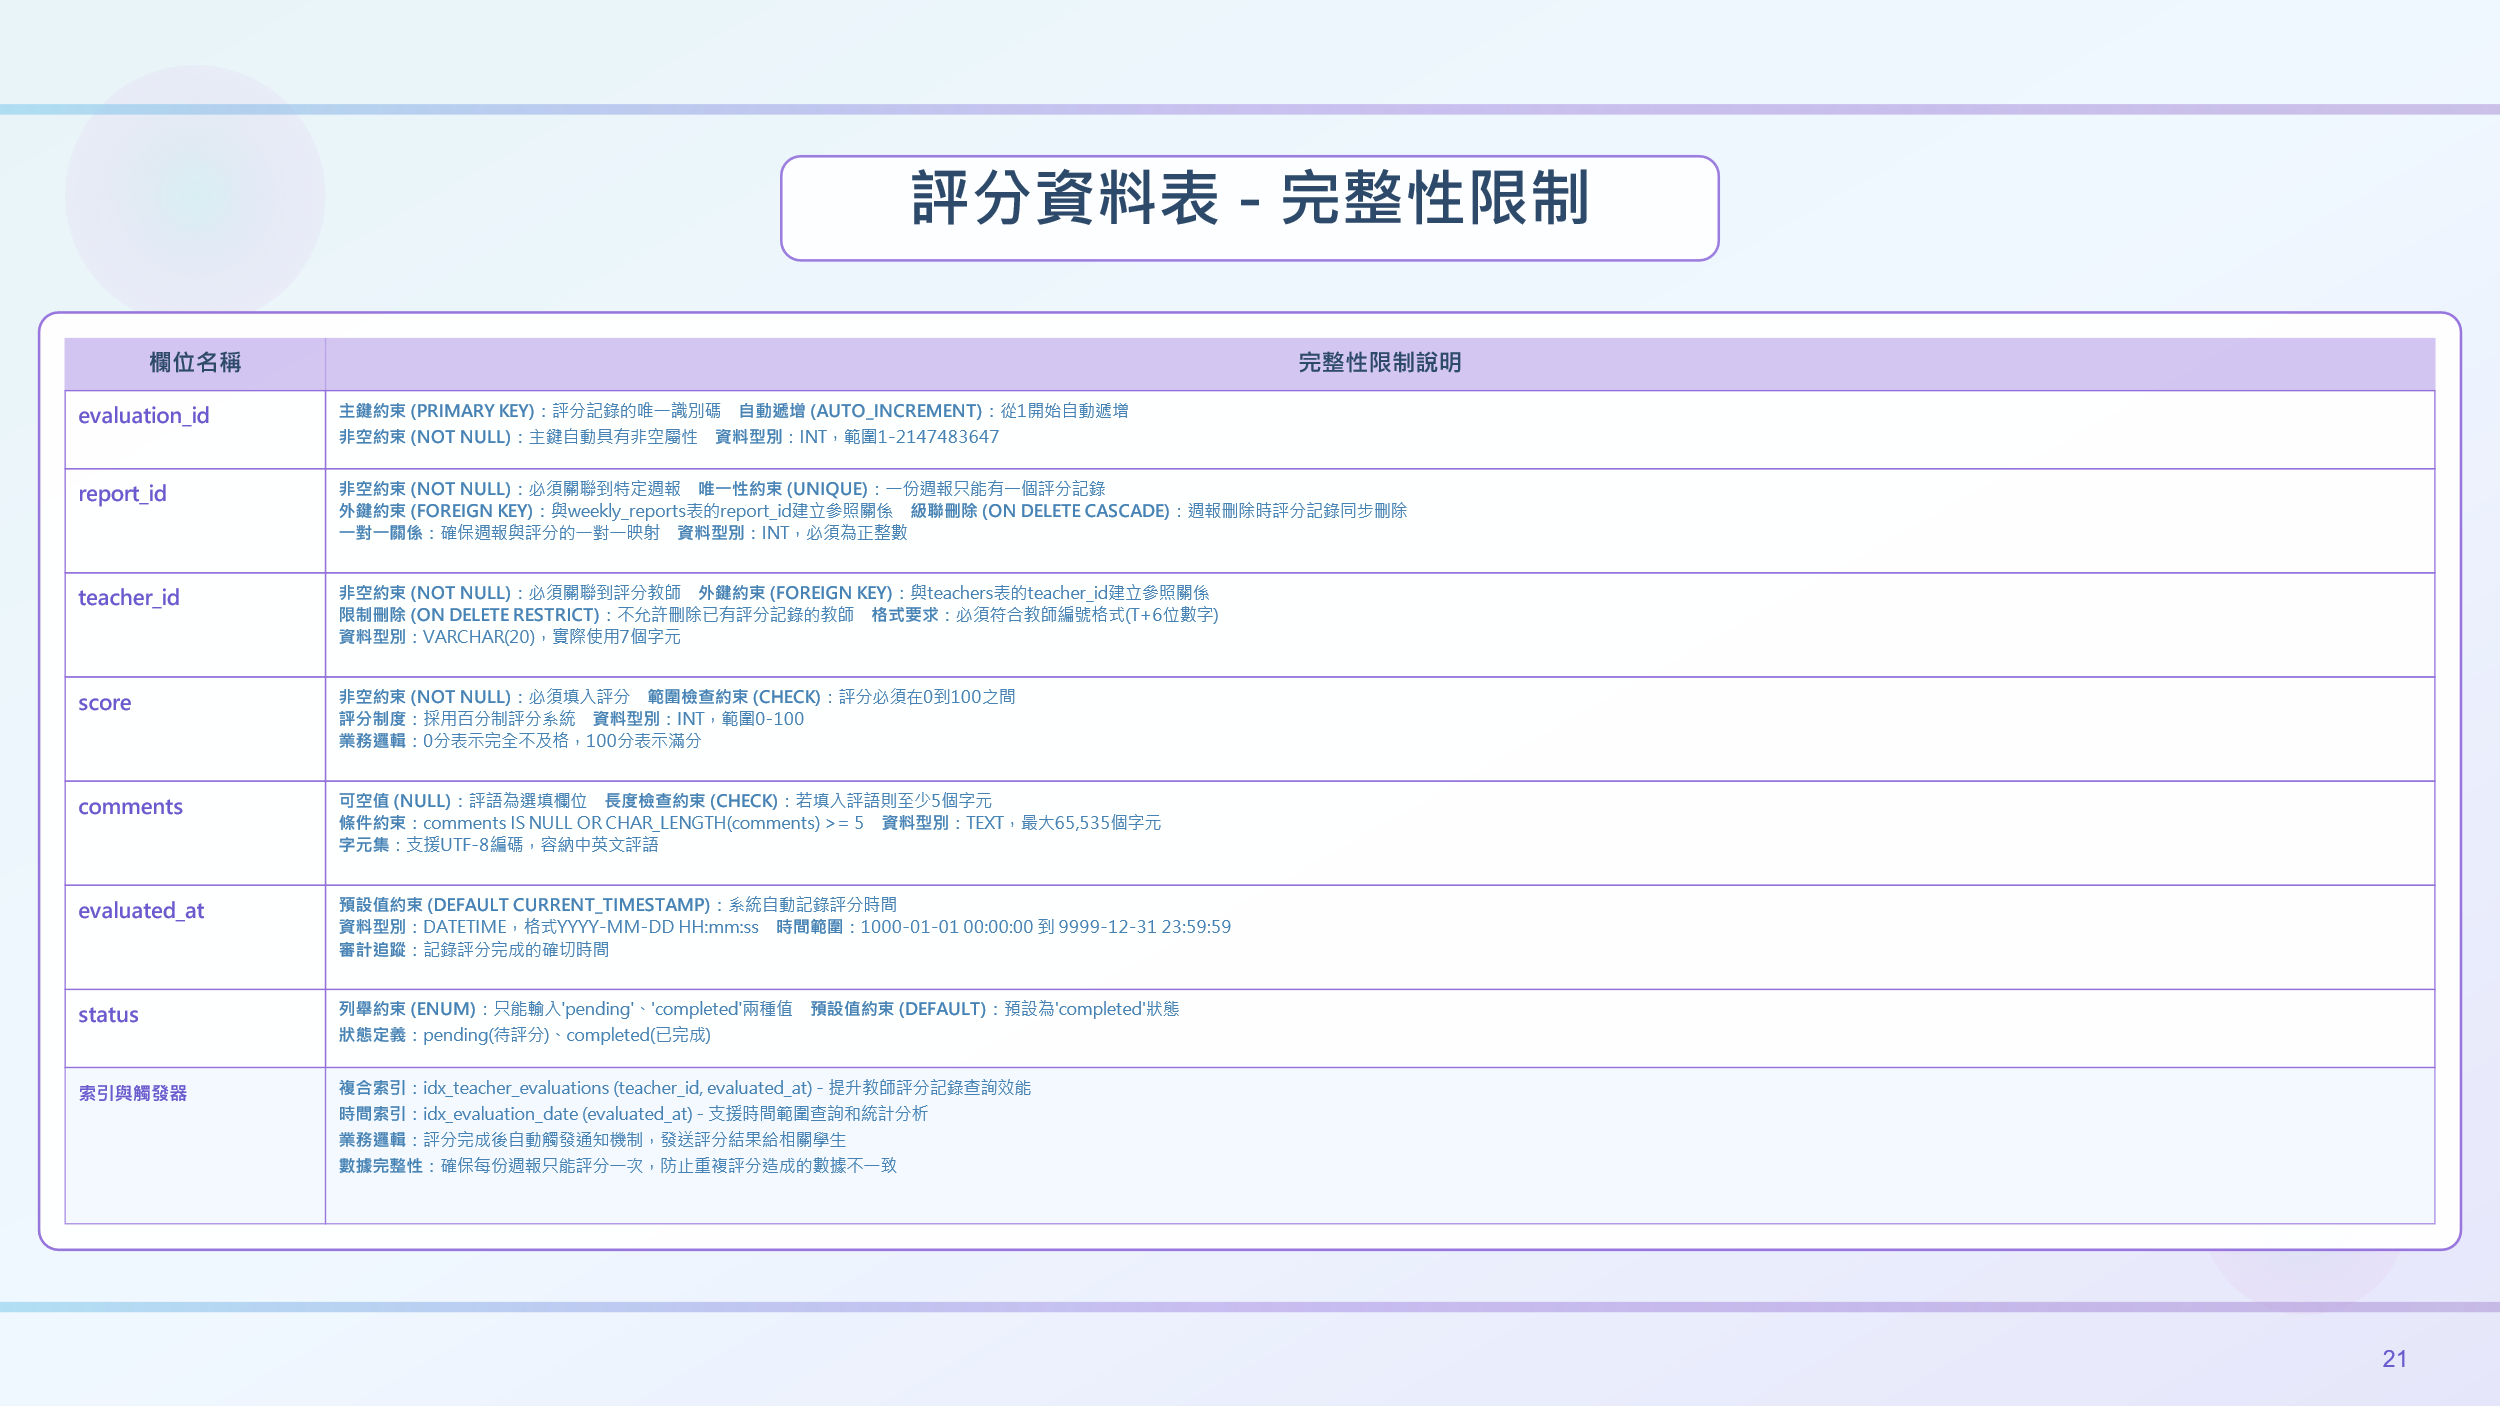 評分資料表 - 完整性限制
欄位名稱
完整性限制說明
evaluation_id
主鍵約束 (PRIMARY KEY)：評分記錄的唯一識別碼　自動遞增 (AUTO_INCREMENT)：從1開始自動遞增
非空約束 (NOT NULL)：主鍵自動具有非空屬性　資料型別：INT，範圍1-2147483647
report_id
非空約束 (NOT NULL)：必須關聯到特定週報　唯一性約束 (UNIQUE)：一份週報只能有一個評分記錄
外鍵約束 (FOREIGN KEY)：與weekly_reports表的report_id建立參照關係　級聯刪除 (ON DELETE CASCADE)：週報刪除時評分記錄同步刪除
一對一關係：確保週報與評分的一對一映射　資料型別：INT，必須為正整數
teacher_id
非空約束 (NOT NULL)：必須關聯到評分教師　外鍵約束 (FOREIGN KEY)：與teachers表的teacher_id建立參照關係
限制刪除 (ON DELETE RESTRICT)：不允許刪除已有評分記錄的教師　格式要求：必須符合教師編號格式(T+6位數字)
資料型別：VARCHAR(20)，實際使用7個字元
score
非空約束 (NOT NULL)：必須填入評分　範圍檢查約束 (CHECK)：評分必須在0到100之間
評分制度：採用百分制評分系統　資料型別：INT，範圍0-100
業務邏輯：0分表示完全不及格，100分表示滿分
comments
可空值 (NULL)：評語為選填欄位　長度檢查約束 (CHECK)：若填入評語則至少5個字元
條件約束：comments IS NULL OR CHAR_LENGTH(comments) >= 5　資料型別：TEXT，最大65,535個字元
字元集：支援UTF-8編碼，容納中英文評語
evaluated_at
預設值約束 (DEFAULT CURRENT_TIMESTAMP)：系統自動記錄評分時間
資料型別：DATETIME，格式YYYY-MM-DD HH:mm:ss　時間範圍：1000-01-01 00:00:00 到 9999-12-31 23:59:59
審計追蹤：記錄評分完成的確切時間
status
列舉約束 (ENUM)：只能輸入'pending'、'completed'兩種值　預設值約束 (DEFAULT)：預設為'completed'狀態
狀態定義：pending(待評分)、completed(已完成)
索引與觸發器
複合索引：idx_teacher_evaluations (teacher_id, evaluated_at) - 提升教師評分記錄查詢效能
時間索引：idx_evaluation_date (evaluated_at) - 支援時間範圍查詢和統計分析
業務邏輯：評分完成後自動觸發通知機制，發送評分結果給相關學生
數據完整性：確保每份週報只能評分一次，防止重複評分造成的數據不一致
21